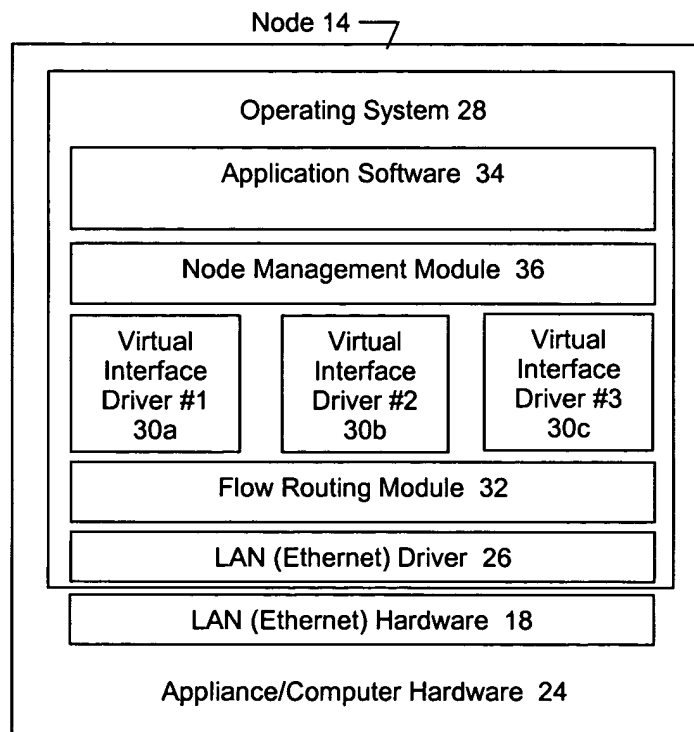 Node 14
Operating System 28
Application Software 34
Node Management Module 36
Virtual
Interface
Driver #1
30a
Virtual
Interface
Driver #2
30b
Virtual
Interface
Driver #3
30c
Flow Routing Module 32
LAN (Ethernet) Driver 26
LAN (Ethernet) Hardware 18
Appliance/Computer Hardware 24